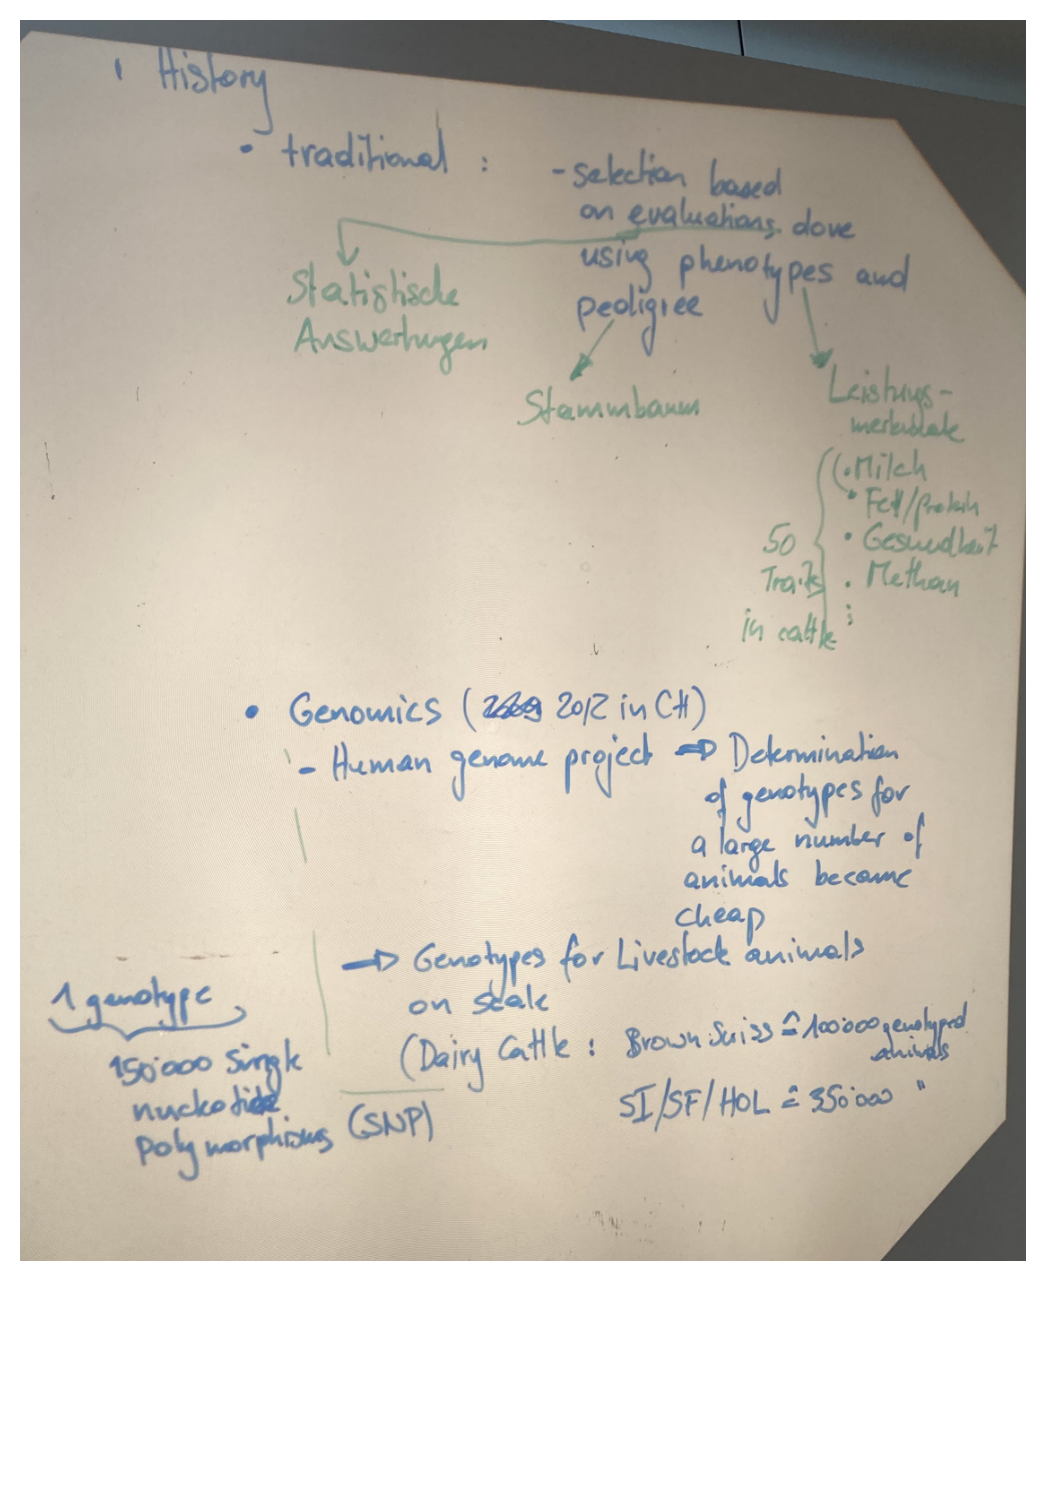 History
• traditional : - selection based
on evaluations done
using phenotypes and
pedigree
Statistische
Auswertungen
Stammbaum
Leistungs-
merkmale
• Milch
• Fett/Protein
• Gesundheit
• Methan
50
Traits
in cattle
• Genomics (2012 in CH)
- Human genome project ⇒ Determination
of genotypes for
a large number of
animals became
cheap
⇒ Genotypes for Livestock animals
on scale
(Dairy Cattle : Brown Swiss ≙ 100'000 genotyped
animals
SI/SF/HOL ≙ 350'000 "
1 genotype
150'000 Single
nucleotide
Polymorphisms (SNP)